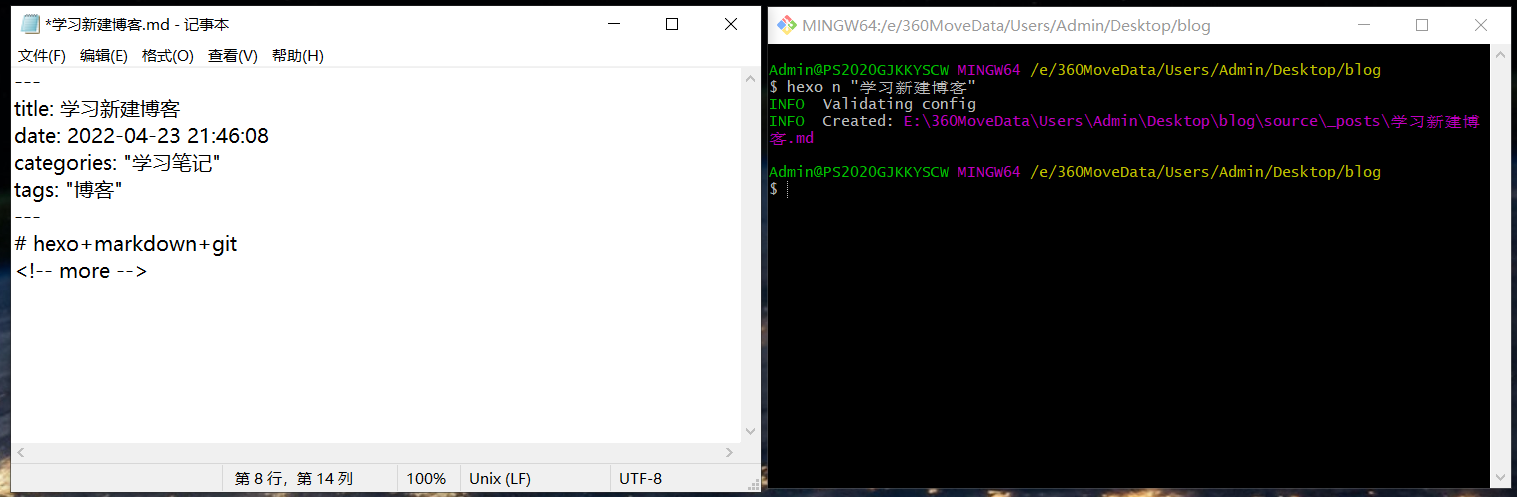 *学习新建博客.md - 记事本
文件(F) 编辑(E) 格式(O) 查看(V) 帮助(H)
---
title: 学习新建博客
date: 2022-04-23 21:46:08
categories: "学习笔记"
tags: "博客"
---
# hexo+markdown+git
<!-- more -->
第 8 行，第 14 列 100% Unix (LF) UTF-8
MINGW64:/e/360MoveData/Users/Admin/Desktop/blog
Admin@PS2020GJKKYSCW MINGW64 /e/360MoveData/Users/Admin/Desktop/blog
$ hexo n "学习新建博客"
INFO  Validating config
INFO  Created: E:\360MoveData\Users\Admin\Desktop\blog\source\_posts\学习新建博
客.md
Admin@PS2020GJKKYSCW MINGW64 /e/360MoveData/Users/Admin/Desktop/blog
$